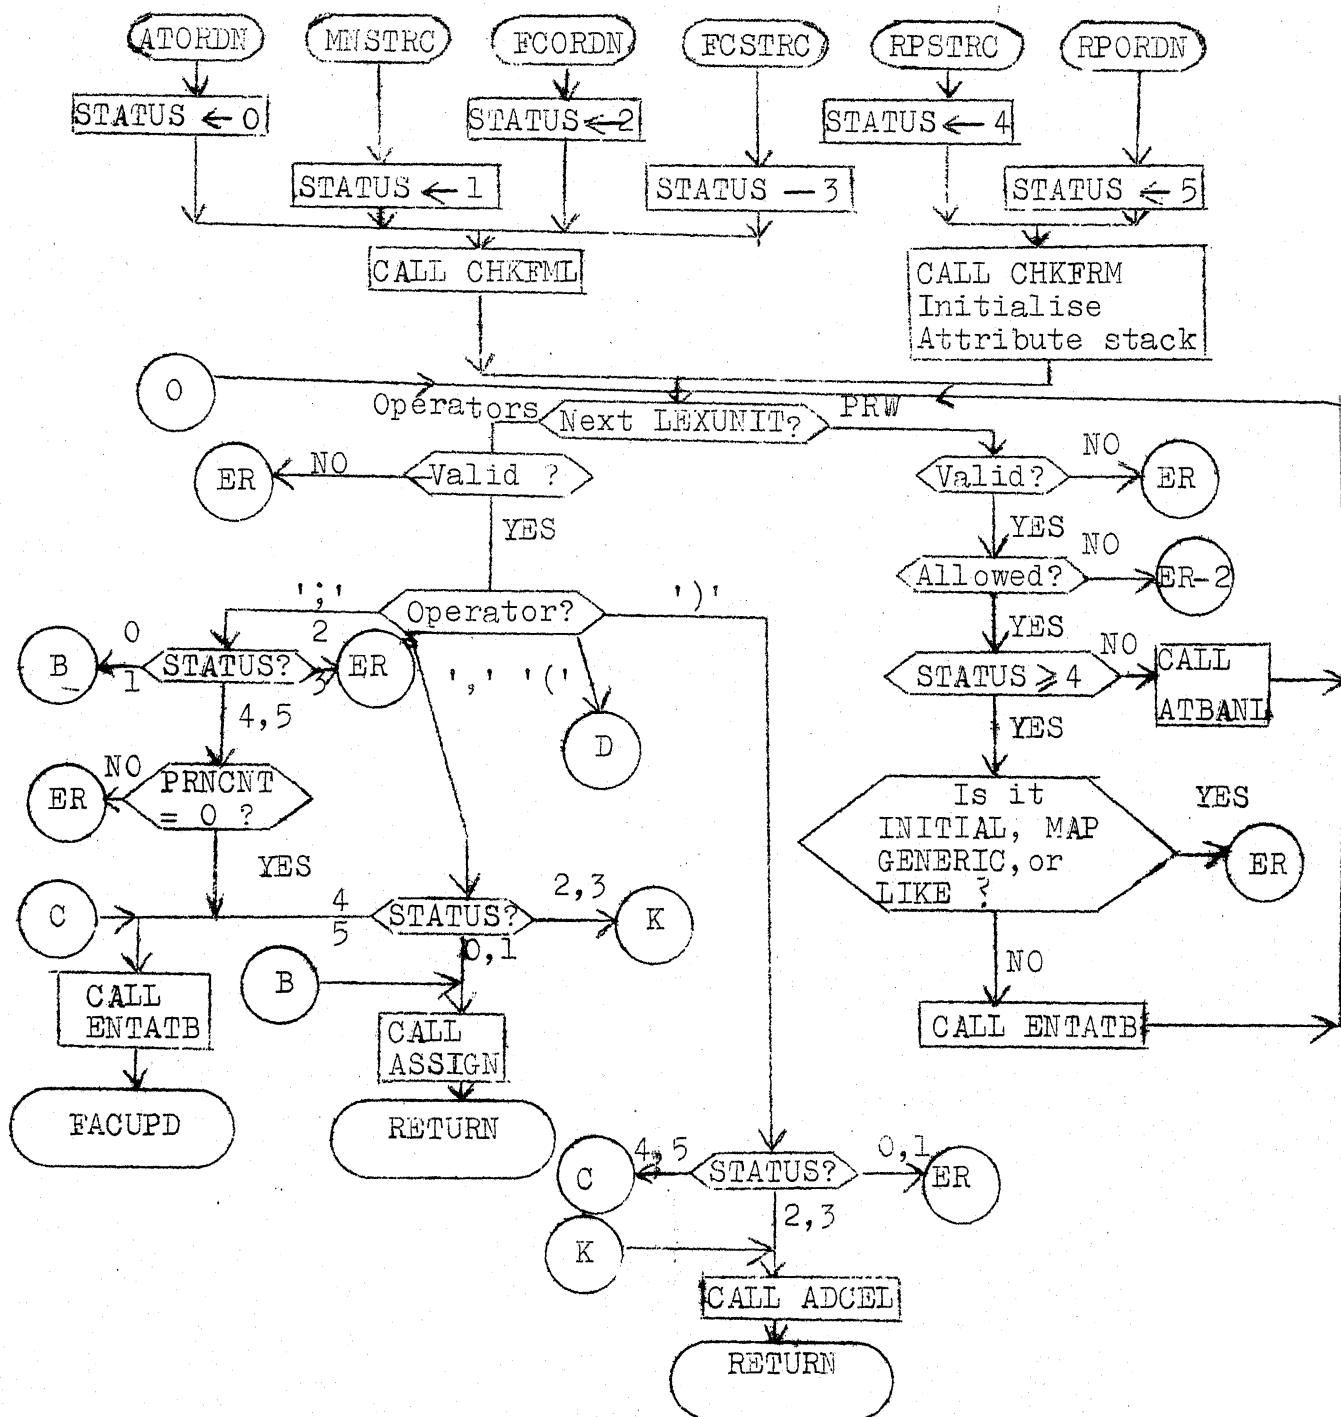 ATORDN MNSTRC FCORDN FCSTRC RPSTRC RPORDN
STATUS ← 0 STATUS ← 2 STATUS ← 4
STATUS ← 1 STATUS — 3 STATUS ← 5
CALL CHKFML
CALL CHKFRM
Initialise
Attribute stack
O
Operators Next LEXUNIT? PRW
ER NO Valid ? Valid? NO ER
YES YES
Allowed? NO ER-2
';' Operator? ')' YES
B 0 1 STATUS? 2 3 ER ',' '(' STATUS ⩾ 4 NO CALL
ATBANL
4,5 D YES
ER NO PRNCNT
= 0 ?
YES
Is it
INITIAL, MAP
GENERIC, or
LIKE ?
YES
ER
C 4 5 STATUS? 2,3 K
0,1 NO
B
CALL
ENTATB
CALL
ASSIGN
CALL ENTATB
FACUPD RETURN
C 4,5 STATUS? 0,1 ER
2,3
K
CALL ADCEL
RETURN